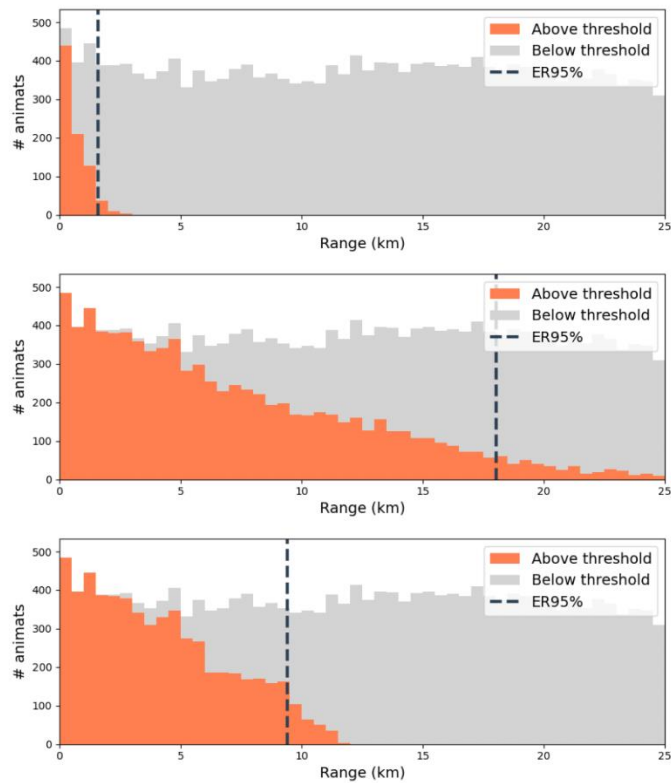 500
400
300
200
100
0
# animats
Above threshold
Below threshold
ER95%
0 5 10 15 20 25
Range (km)
500
400
300
200
100
0
# animats
Above threshold
Below threshold
ER95%
0 5 10 15 20 25
Range (km)
500
400
300
200
100
0
# animats
Above threshold
Below threshold
ER95%
0 5 10 15 20 25
Range (km)